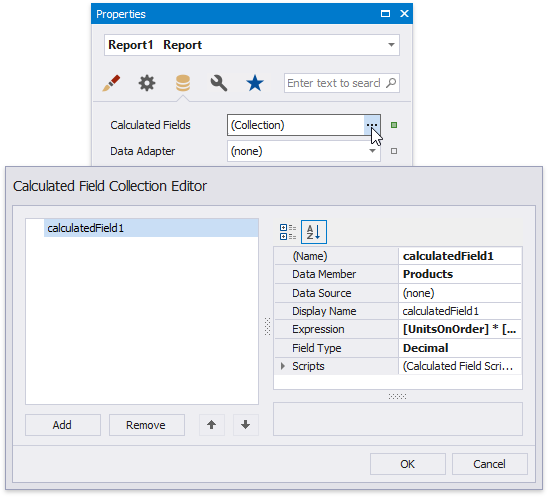 Properties
Report1 Report
Enter text to search
Calculated Fields (Collection) ...
Data Adapter (none)
Calculated Field Collection Editor
calculatedField1
A
Z
(Name) calculatedField1
Data Member Products
Data Source (none)
Display Name calculatedField1
Expression [UnitsOnOrder] * [...
Field Type Decimal
Scripts (Calculated Field Scri...
Add Remove
OK Cancel